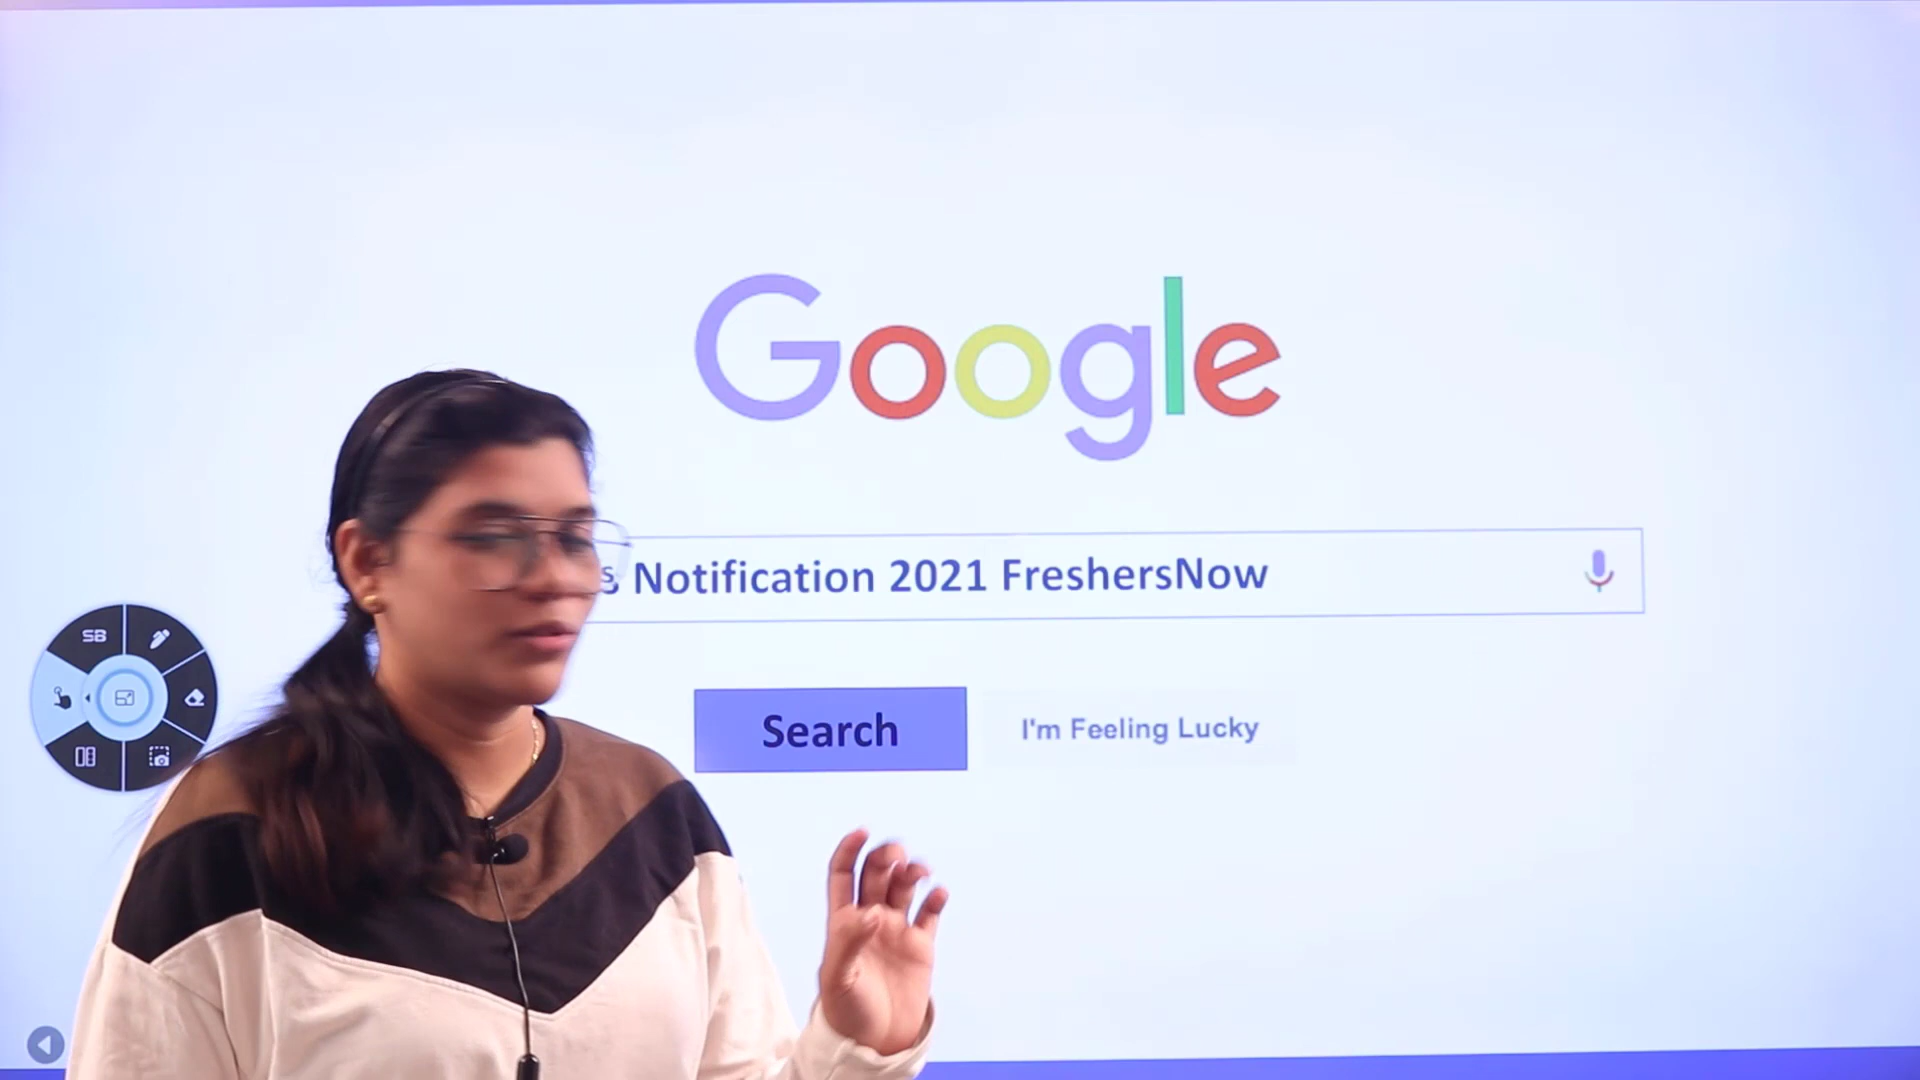 Google
s Notification 2021 FreshersNow
SB
Search
I'm Feeling Lucky